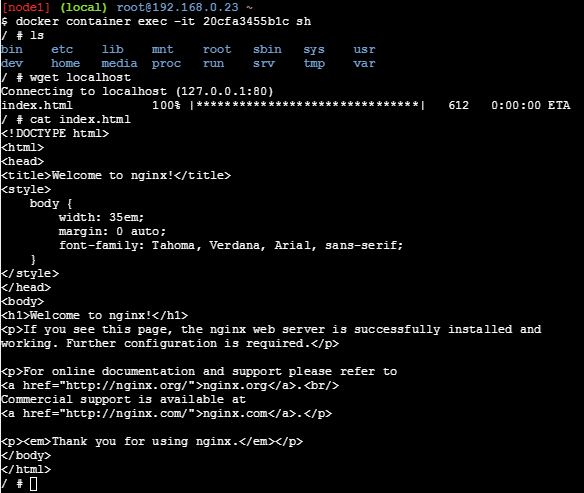 [node1] (local) root@192.168.0.23 ~
$ docker container exec -it 20cfa3455b1c sh
/ # ls
bin    etc    lib    mnt    root   sbin   sys    usr
dev    home   media  proc   run    srv    tmp    var
/ # wget localhost
Connecting to localhost (127.0.0.1:80)
index.html           100% |*******************************|   612   0:00:00 ETA
/ # cat index.html
<!DOCTYPE html>
<html>
<head>
<title>Welcome to nginx!</title>
<style>
    body {
        width: 35em;
        margin: 0 auto;
        font-family: Tahoma, Verdana, Arial, sans-serif;
    }
</style>
</head>
<body>
<h1>Welcome to nginx!</h1>
<p>If you see this page, the nginx web server is successfully installed and
working. Further configuration is required.</p>

<p>For online documentation and support please refer to
<a href="http://nginx.org/">nginx.org</a>.<br/>
Commercial support is available at
<a href="http://nginx.com/">nginx.com</a>.</p>

<p><em>Thank you for using nginx.</em></p>
</body>
</html>
/ #